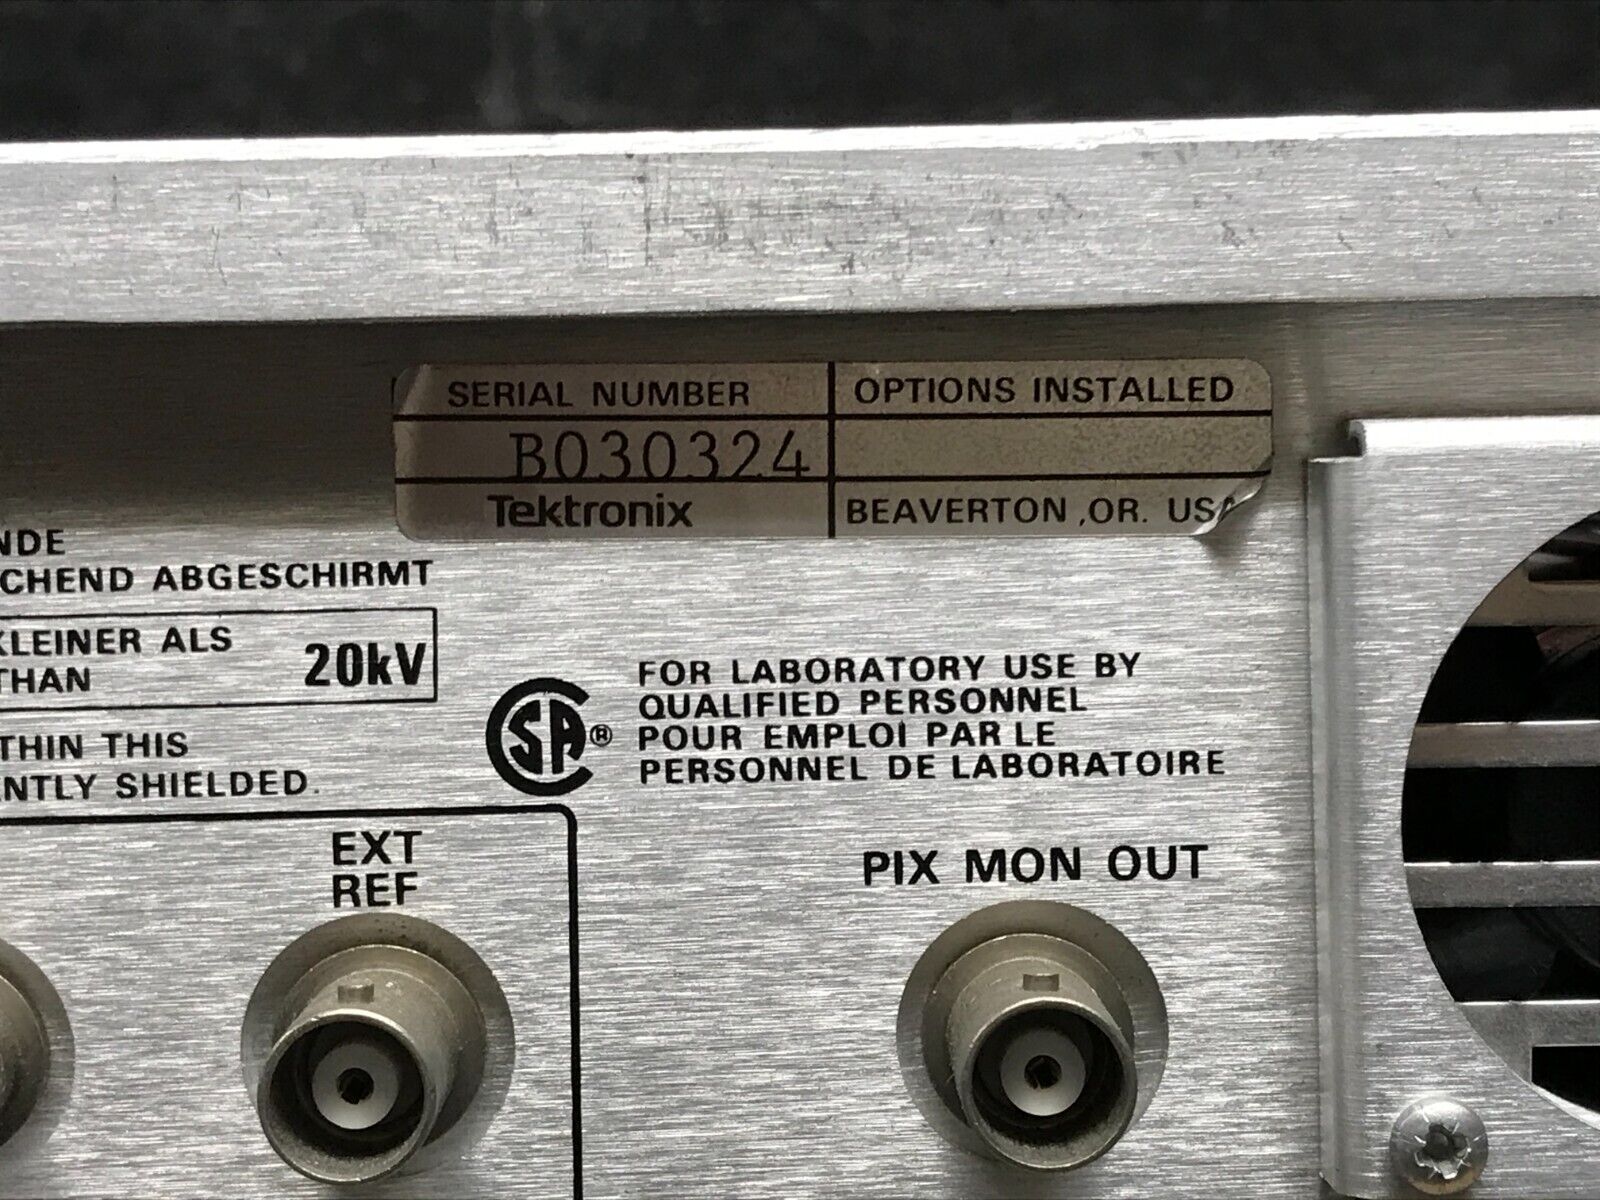 SERIAL NUMBER OPTIONS INSTALLED
B030324
Tektronix BEAVERTON ,OR. USA
NDE
CHEND ABGESCHIRMT
KLEINER ALS
THAN
20kV
THIN THIS
NTLY SHIELDED.
CSA®
FOR LABORATORY USE BY
QUALIFIED PERSONNEL
POUR EMPLOI PAR LE
PERSONNEL DE LABORATOIRE
EXT
REF
PIX MON OUT